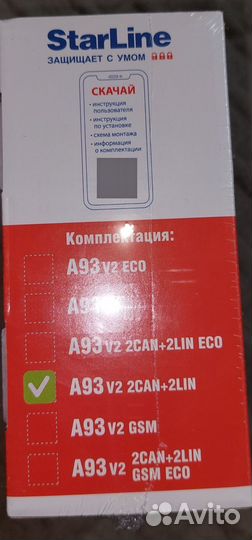 StarLine
ЗАЩИЩАЕТ С УМОМ
СКАЧАЙ
• инструкция
пользователя
• инструкция
по установке
• схема монтажа
• информация
о комплектации
Комплектация:
A93 V2 ECO
A93
A93 V2 2CAN+2LIN ECO
A93 V2 2CAN+2LIN
A93 V2 GSM
A93 V2 2CAN+2LIN
GSM ECO
Avito